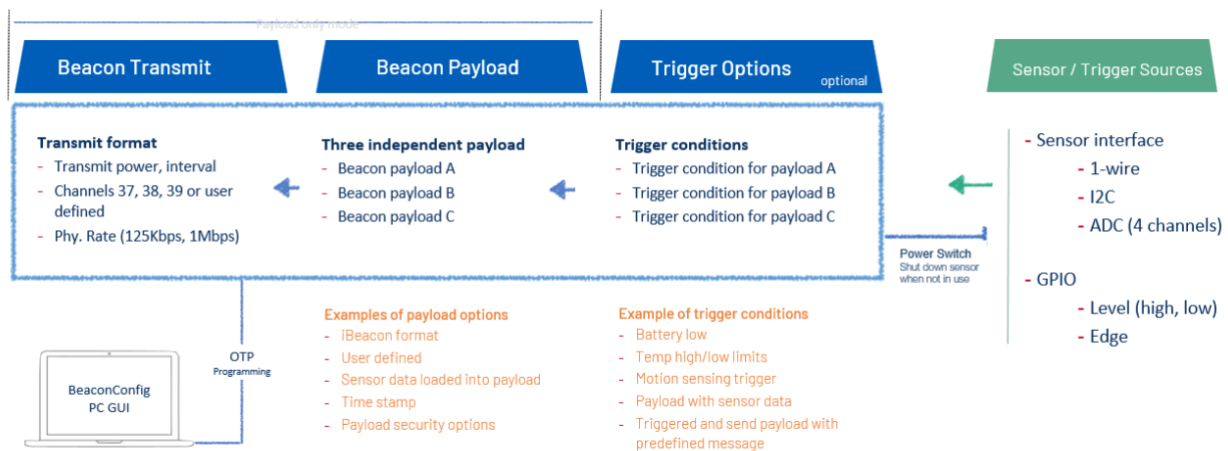 Payload only mode
Beacon Transmit
Beacon Payload
Trigger Options
optional
Sensor / Trigger Sources
Transmit format
- Transmit power, interval
- Channels 37, 38, 39 or user
defined
- Phy. Rate (125Kbps, 1Mbps)
Three independent payload
- Beacon payload A
- Beacon payload B
- Beacon payload C
Trigger conditions
- Trigger condition for payload A
- Trigger condition for payload B
- Trigger condition for payload C
Power Switch
Shut down sensor
when not in use
- Sensor interface
- 1-wire
- I2C
- ADC (4 channels)
- GPIO
- Level (high, low)
- Edge
BeaconConfig
PC GUI
OTP
Programming
Examples of payload options
- iBeacon format
- User defined
- Sensor data loaded into payload
- Time stamp
- Payload security options
Example of trigger conditions
- Battery low
- Temp high/low limits
- Motion sensing trigger
- Payload with sensor data
- Triggered and send payload with
predefined message